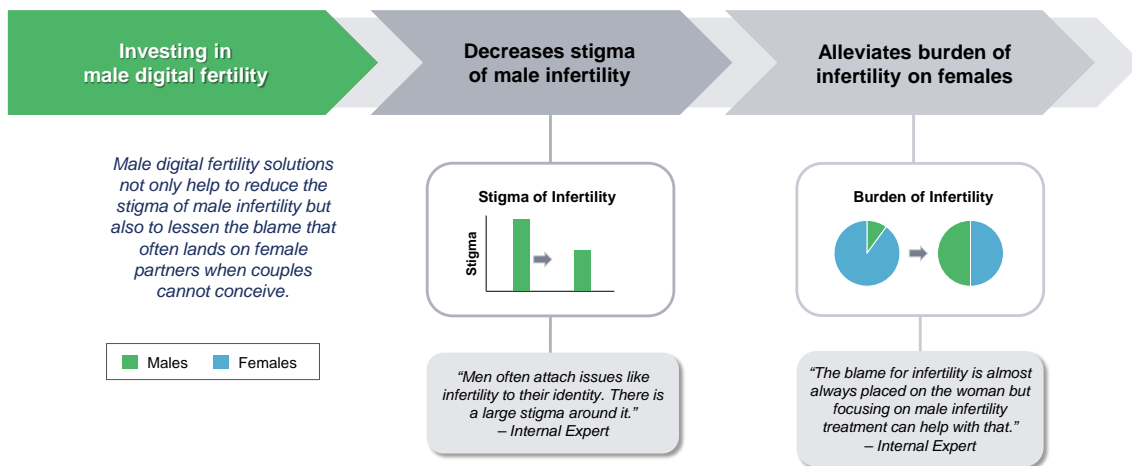 Investing in
male digital fertility
Decreases stigma
of male infertility
Alleviates burden of
infertility on females
Male digital fertility solutions
not only help to reduce the
stigma of male infertility but
also to lessen the blame that
often lands on female
partners when couples
cannot conceive.
Males
Females
Stigma of Infertility
Stigma
“Men often attach issues like
infertility to their identity. There is
a large stigma around it.”
– Internal Expert
Burden of Infertility
“The blame for infertility is almost
always placed on the woman but
focusing on male infertility
treatment can help with that.”
– Internal Expert